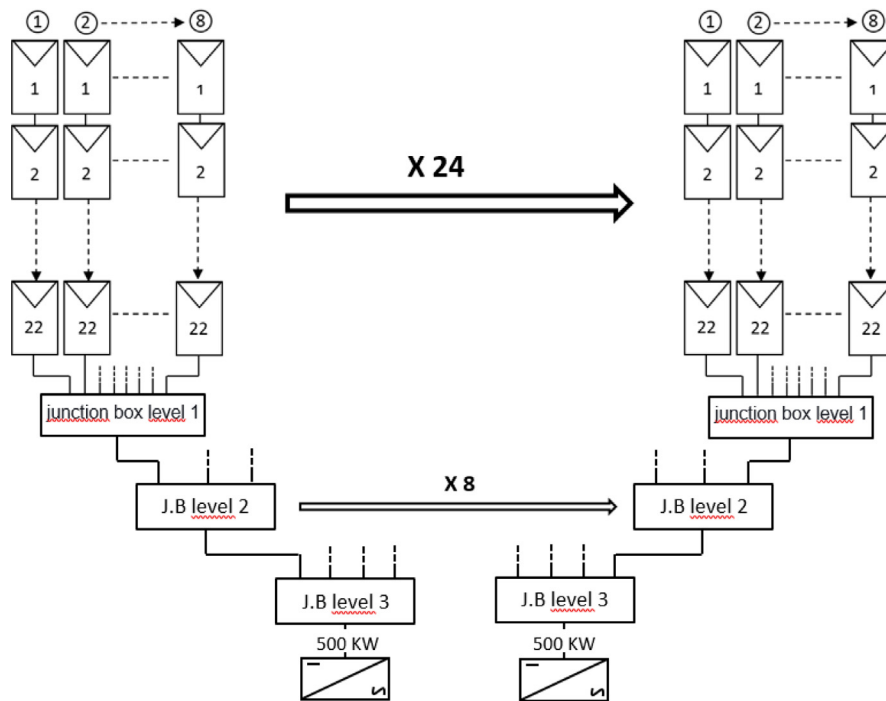 ① ② ⑧ ① ② ⑧
1 1 1 1 1 1
X 24
2 2 2 2 2 2
22 22 22 22 22 22
junction box level 1 junction box level 1
X 8
J.B level 2 J.B level 2
J.B level 3 J.B level 3
500 KW 500 KW